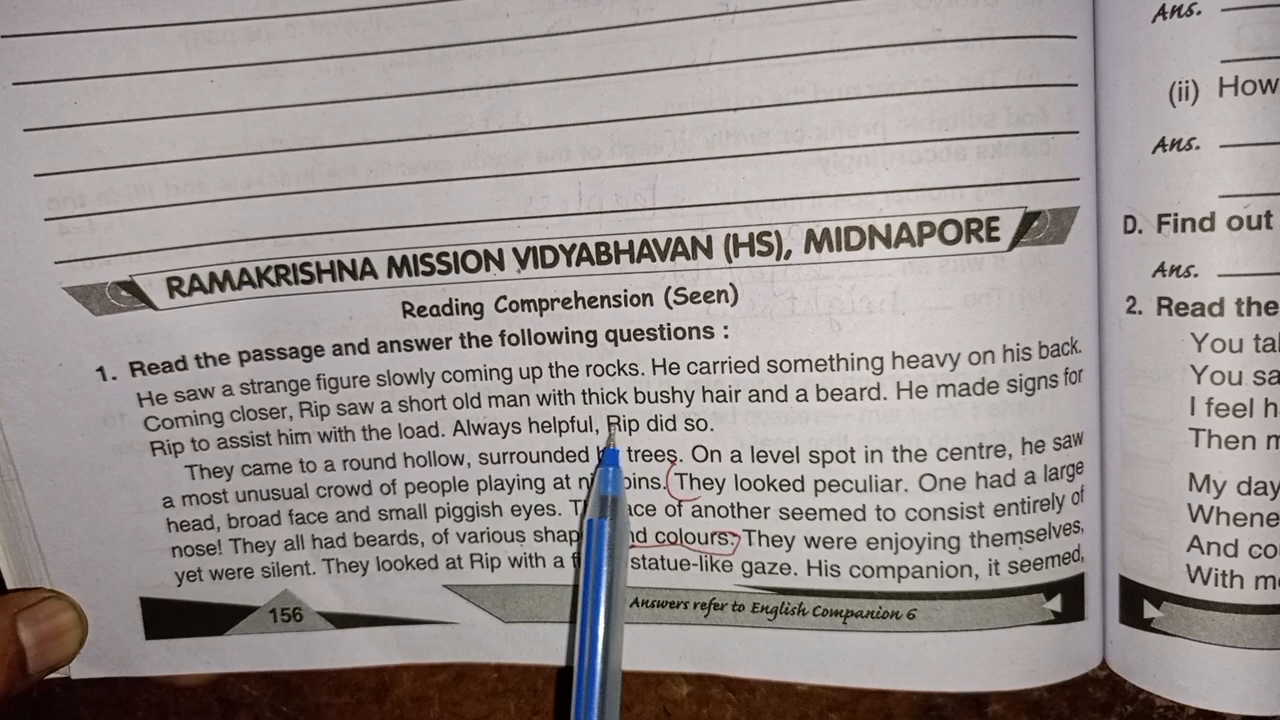 RAMAKRISHNA MISSION VIDYABHAVAN (HS), MIDNAPORE
Reading Comprehension (Seen)
1. Read the passage and answer the following questions :
He saw a strange figure slowly coming up the rocks. He carried something heavy on his back.
Coming closer, Rip saw a short old man with thick bushy hair and a beard. He made signs for
Rip to assist him with the load. Always helpful, Rip did so.
They came to a round hollow, surrounded trees. On a level spot in the centre, he saw
a most unusual crowd of people playing at They looked peculiar. One had a large
head, broad face and small piggish eyes. of another seemed to consist entirely of
nose! They all had beards, of various colours. They were enjoying themselves,
yet were silent. They looked at Rip with a statue-like gaze. His companion, it seemed,
156
Answers refer to English Companion 6
Ans.
(ii) How
Ans.
D. Find out
Ans.
2. Read the
You
You
I feel
Then
My day
And
With